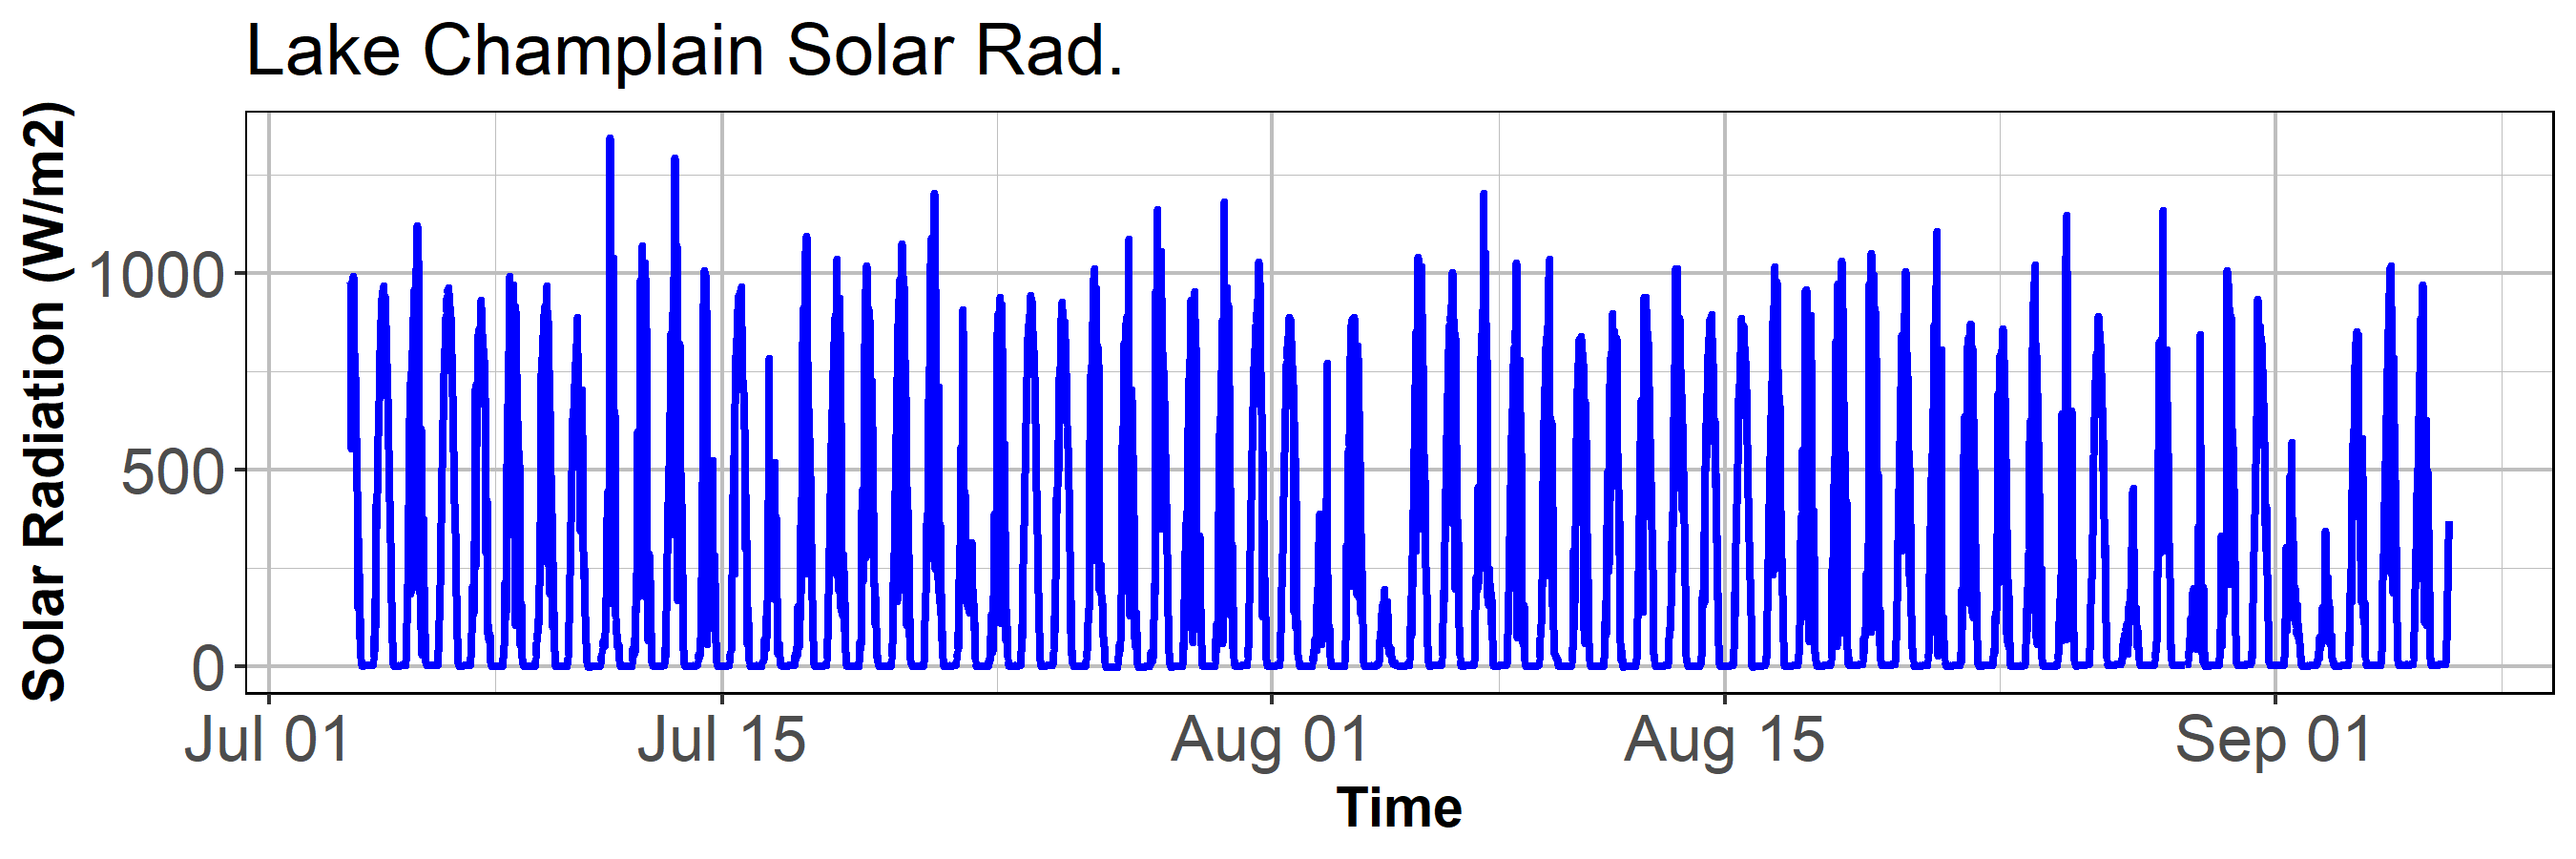 Lake Champlain Solar Rad.
Solar Radiation (W/m2)
1000
500
0
Jul 01 Jul 15 Aug 01 Aug 15 Sep 01
Time